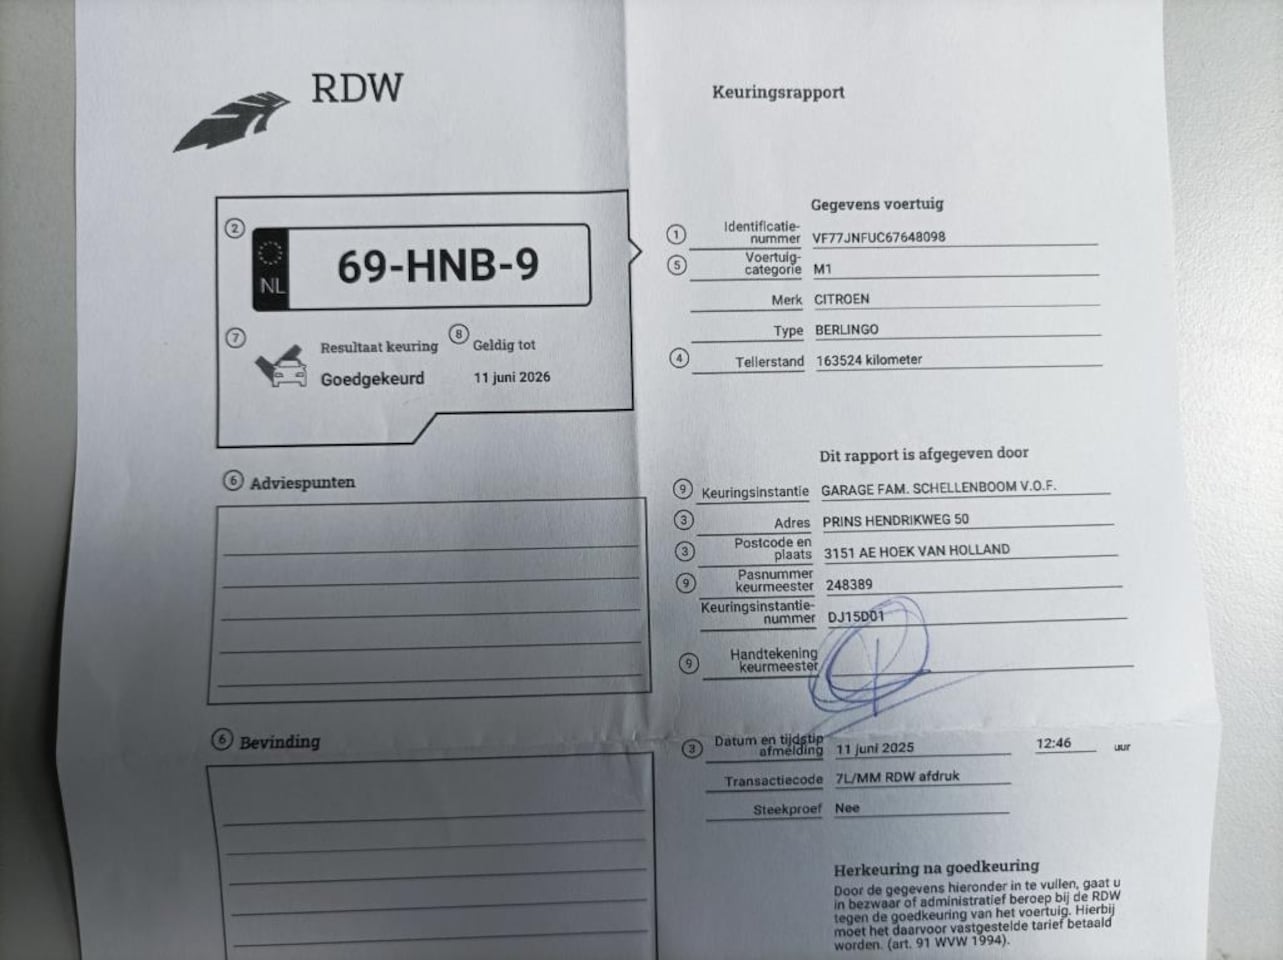 RDW
Keuringsrapport
2
NL
69-HNB-9
7
Resultaat keuring
Goedgekeurd
8
Geldig tot
11 juni 2026
6 Adviespunten
6 Bevinding
Gegevens voertuig
1 Identificatie-
nummer VF77JNFUC67648098
5 Voertuig-
categorie M1
Merk CITROEN
Type BERLINGO
4 Tellerstand 163524 kilometer
Dit rapport is afgegeven door
9 Keuringsinstantie GARAGE FAM. SCHELLENBOOM V.O.F.
3 Adres PRINS HENDRIKWEG 50
3 Postcode en
plaats 3151 AE HOEK VAN HOLLAND
9 Pasnummer
keurmeester 248389
Keuringsinstantie-
nummer DJ15D01
9 Handtekening
keurmeester
3 Datum en tijdstip
afmelding 11 juni 2025 12:46 uur
Transactiecode 7L/MM RDW afdruk
Steekproef Nee
Herkeuring na goedkeuring
Door de gegevens hieronder in te vullen, gaat u
in bezwaar of administratief beroep bij de RDW
tegen de goedkeuring van het voertuig. Hierbij
moet het daarvoor vastgestelde tarief betaald
worden. (art. 91 WVW 1994).